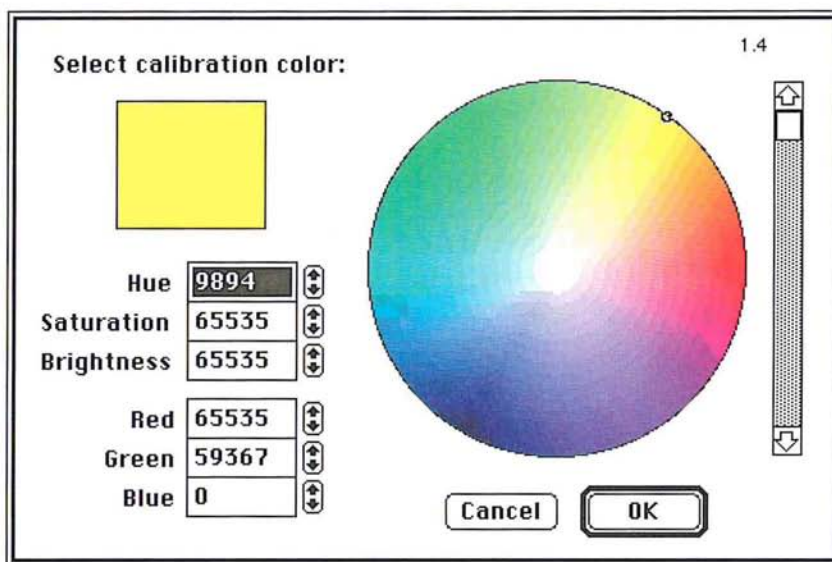 1.4
Select calibration color:
Hue 9894
Saturation 65535
Brightness 65535
Red 65535
Green 59367
Blue 0
Cancel OK